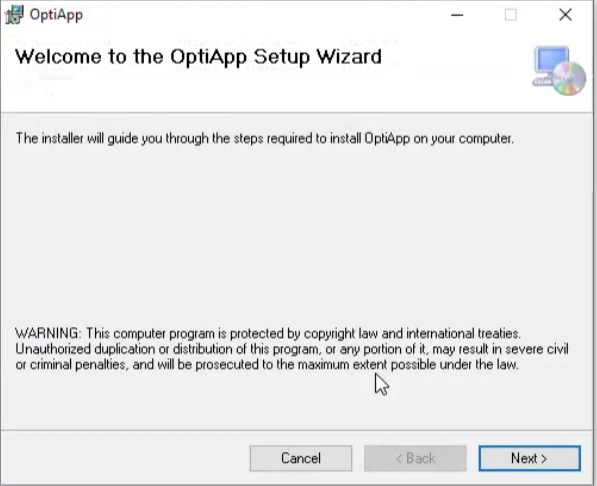 OptiApp
Welcome to the OptiApp Setup Wizard
The installer will guide you through the steps required to install OptiApp on your computer.
WARNING: This computer program is protected by copyright law and international treaties.
Unauthorized duplication or distribution of this program, or any portion of it, may result in severe civil
or criminal penalties, and will be prosecuted to the maximum extent possible under the law.
Cancel
< Back
Next >